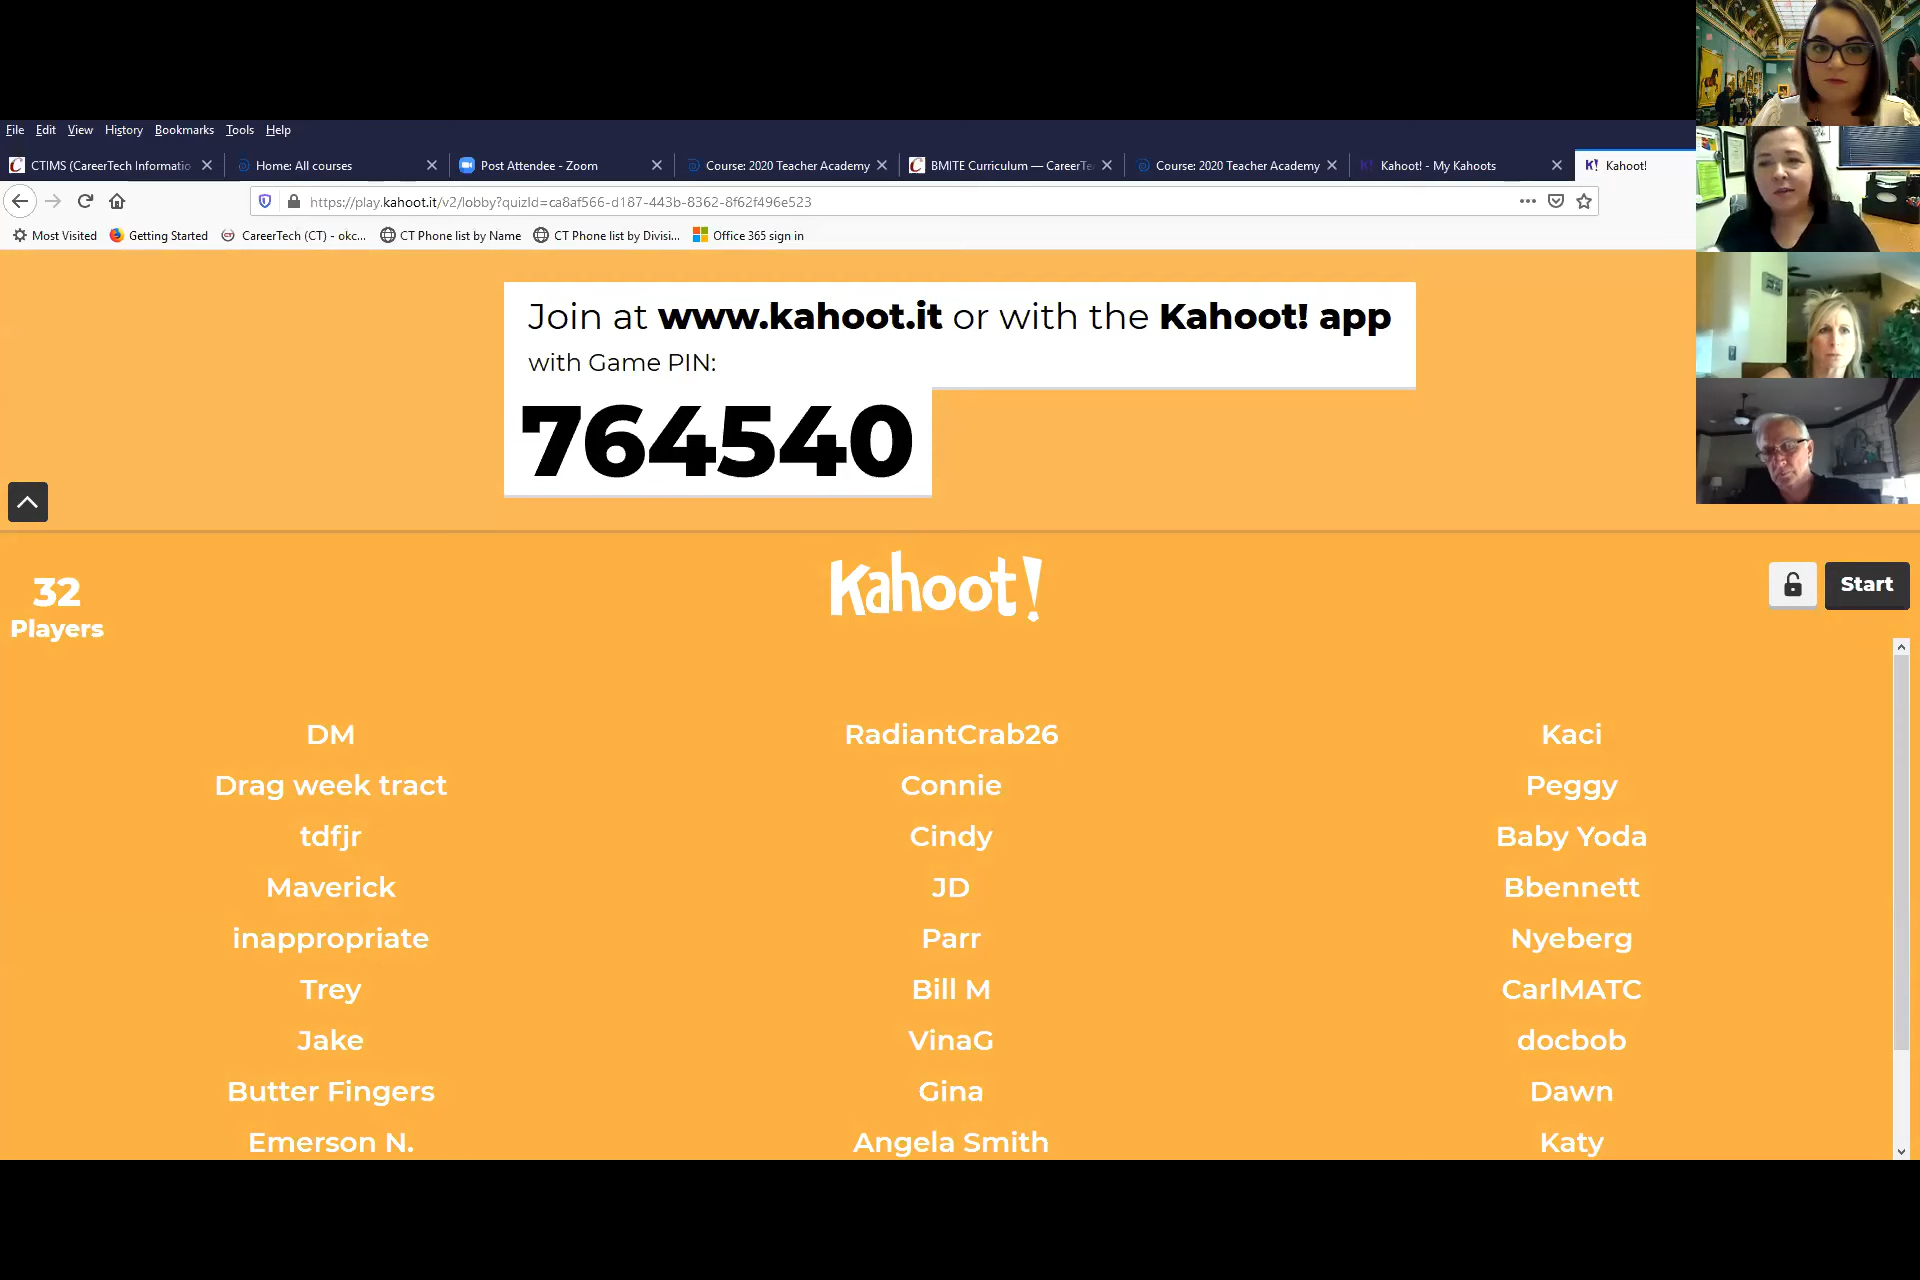 File Edit View History Bookmarks Tools Help
CTIMS (CareerTech Informatio
Home: All courses
Post Attendee - Zoom
Course: 2020 Teacher Academy
BMITE Curriculum — CareerTe
Course: 2020 Teacher Academy
Kahoot! - My Kahoots
K! Kahoot!
https://play.kahoot.it/v2/lobby?quizId=ca8af566-d187-443b-8362-8f62f496e523
Most Visited Getting Started CareerTech (CT) - okc... CT Phone list by Name CT Phone list by Divisi... Office 365 sign in
Join at www.kahoot.it or with the Kahoot! app
with Game PIN:
764540
32
Players
Kahoot!
Start
DM RadiantCrab26 Kaci
Drag week tract Connie Peggy
tdfjr Cindy Baby Yoda
Maverick JD Bbennett
inappropriate Parr Nyeberg
Trey Bill M CarlMATC
Jake VinaG docbob
Butter Fingers Gina Dawn
Emerson N. Angela Smith Katy